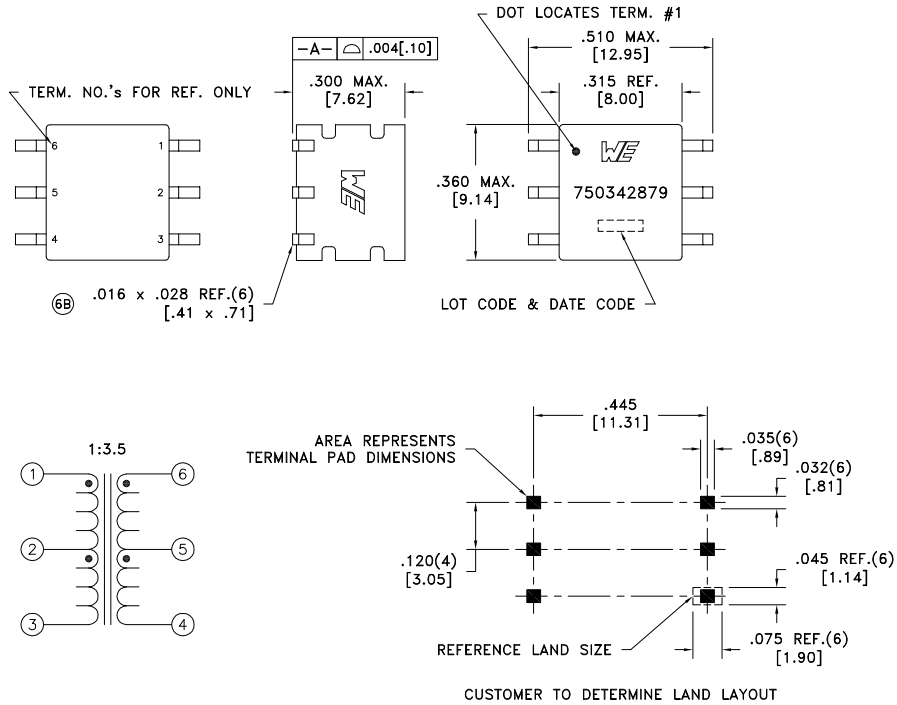 DOT LOCATES TERM. #1
-A- ⌓ .004[.10]
.510 MAX.
[12.95]
.300 MAX.
[7.62]
.315 REF.
[8.00]
TERM. NO.'s FOR REF. ONLY
6 1
5 2
4 3
WE
WE
750342879
.360 MAX.
[9.14]
6B .016 x .028 REF.(6)
[.41 x .71]
LOT CODE & DATE CODE
1:3.5
1 6
2 5
3 4
.445
[11.31]
AREA REPRESENTS
TERMINAL PAD DIMENSIONS
.035(6)
[.89]
.032(6)
[.81]
.120(4)
[3.05]
.045 REF.(6)
[1.14]
REFERENCE LAND SIZE
.075 REF.(6)
[1.90]
CUSTOMER TO DETERMINE LAND LAYOUT